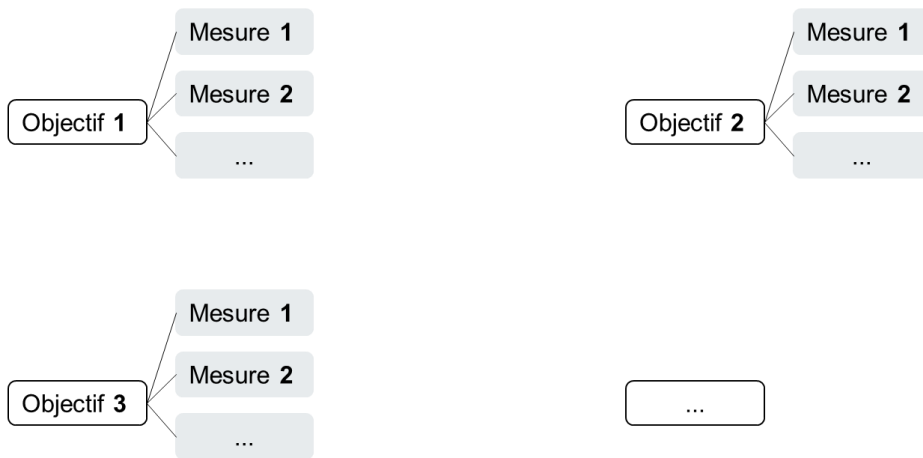 Mesure 1
Mesure 2
Objectif 1
...
Mesure 1
Mesure 2
Objectif 2
...
Mesure 1
Mesure 2
Objectif 3
...
...